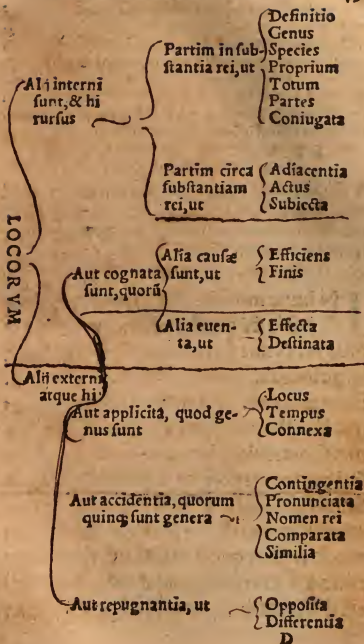 LOCORVM
Alij interni
sunt, & hi
rursus
Partim in sub-
stantia rei, ut
Definitio
Genus
Species
Proprium
Totum
Partes
Coniugata
Partim circa
substantiam
rei, ut
Adiacentia
Actus
Subiecta
Alij externi
atque hi
Aut cognata
sunt, quorũ
Alia causæ
sunt, ut
Efficiens
Finis
Alia euen-
ta, ut
Effecta
Destinata
Aut applicita, quod ge-
nus sunt
Locus
Tempus
Connexa
Aut accidentia, quorum
quinq; sunt genera
Contingentia
Pronunciata
Nomen rei
Comparata
Similia
Aut repugnantia, ut
Opposita
Differentia
D